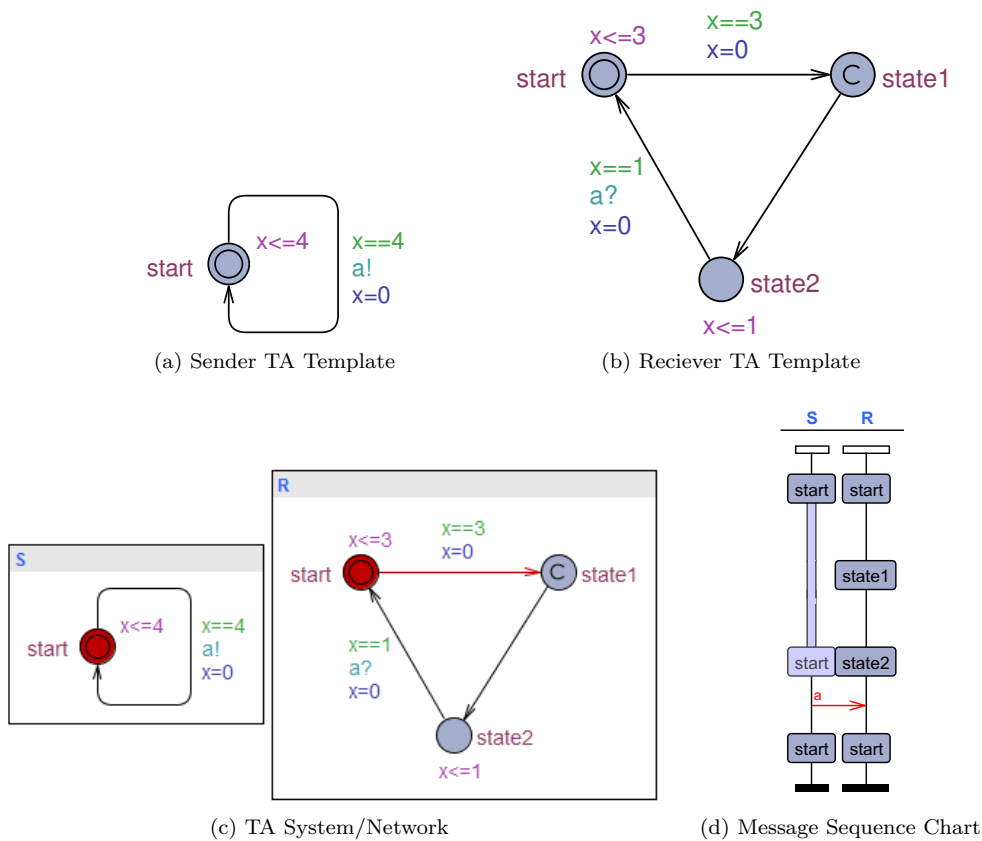 x<=3
x==3
x=0
start
C
state1
x==1
a?
x=0
state2
x<=1
x<=4
start
x==4
a!
x=0
(a) Sender TA Template
(b) Reciever TA Template
S
x<=4
start
x==4
a!
x=0
R
x<=3
x==3
x=0
start
C
state1
x==1
a?
x=0
state2
x<=1
S R
start start
state1
start state2
a
start start
(c) TA System/Network
(d) Message Sequence Chart